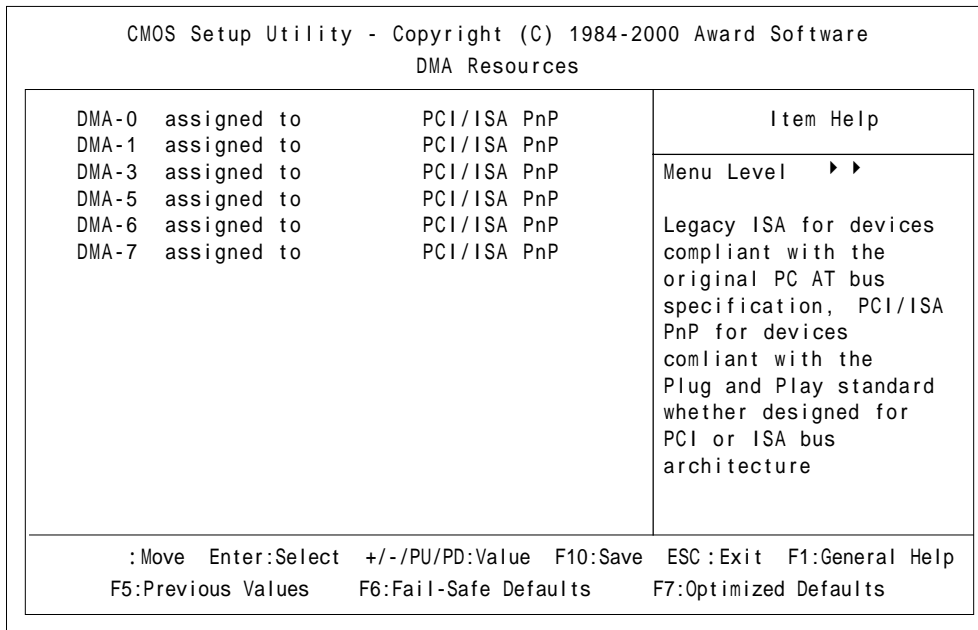 CMOS Setup Utility - Copyright (C) 1984-2000 Award Software
DMA Resources
DMA-0 assigned to PCI/ISA PnP
DMA-1 assigned to PCI/ISA PnP
DMA-3 assigned to PCI/ISA PnP
DMA-5 assigned to PCI/ISA PnP
DMA-6 assigned to PCI/ISA PnP
DMA-7 assigned to PCI/ISA PnP
Item Help
Menu Level
Legacy ISA for devices
compliant with the
original PC AT bus
specification, PCI/ISA
PnP for devices
comliant with the
Plug and Play standard
whether designed for
PCI or ISA bus
architecture
:Move Enter:Select +/-/PU/PD:Value F10:Save ESC:Exit F1:General Help
F5:Previous Values F6:Fail-Safe Defaults F7:Optimized Defaults